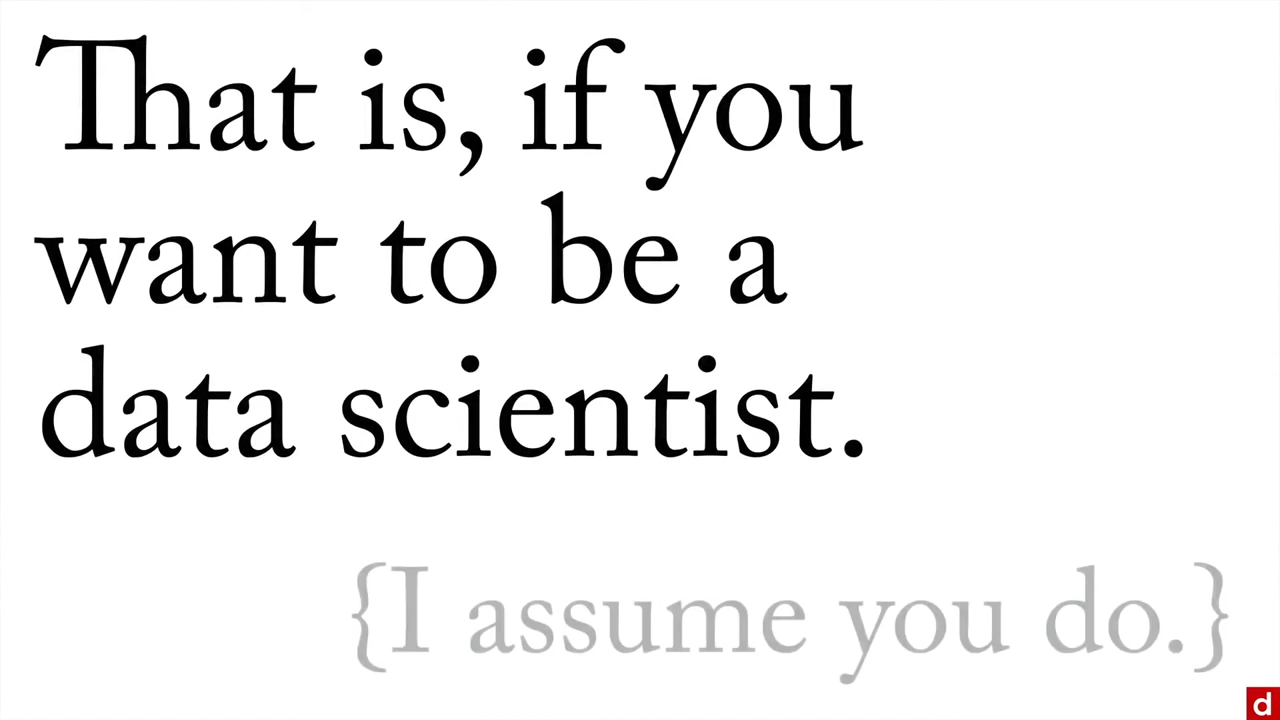 That is, if you
want to be a
data scientist.
{I assume you do.}
d